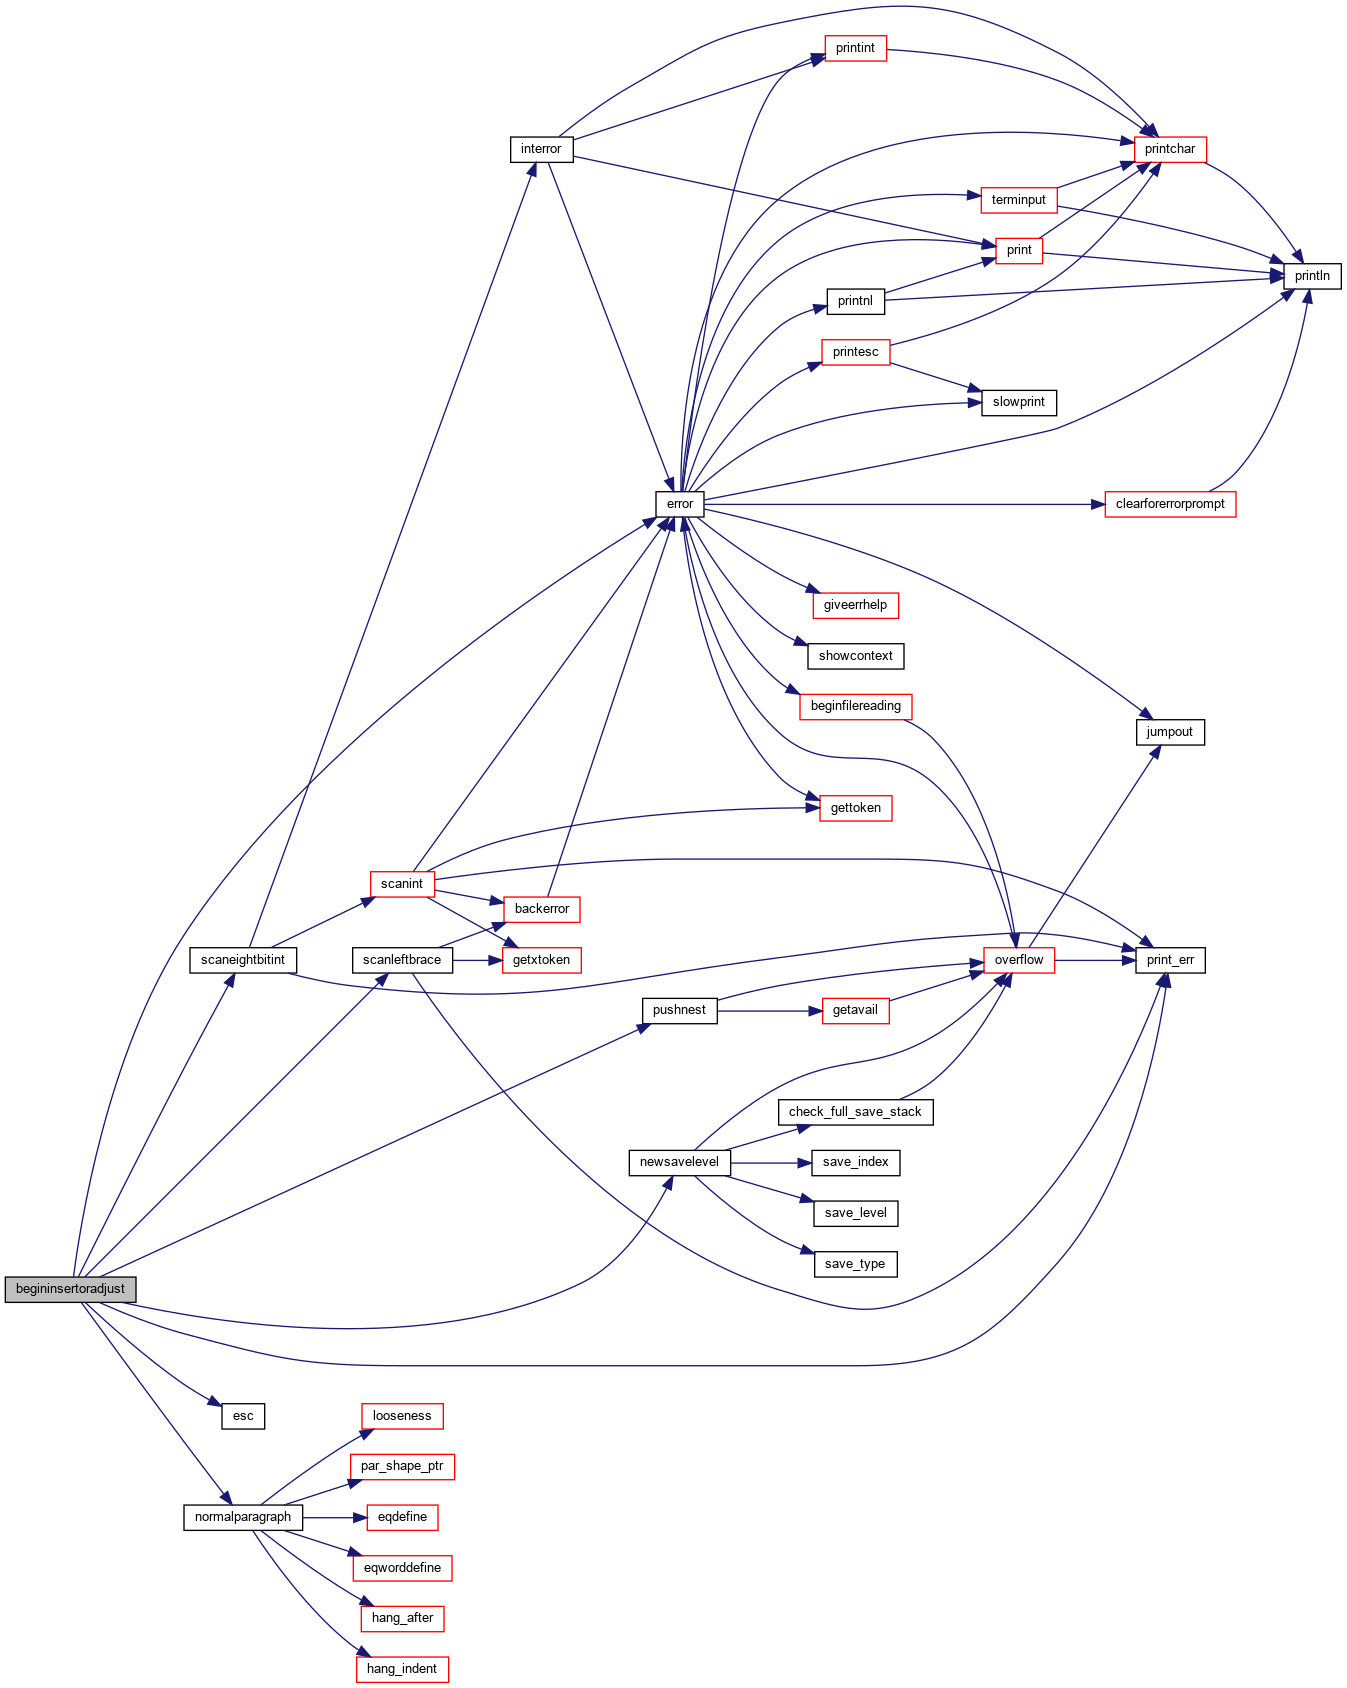 printint
interror
printchar
terminput
print
println
printnl
printesc
slowprint
error
clearforerrorprompt
giveerrhelp
showcontext
beginfilereading
jumpout
gettoken
scanint
backerror
scaneightbitint
scanleftbrace
getxtoken
overflow
print_err
pushnest
getavail
check_full_save_stack
newsavelevel
save_index
save_level
save_type
begininsertoradjust
esc
looseness
par_shape_ptr
normalparagraph
eqdefine
eqworddefine
hang_after
hang_indent